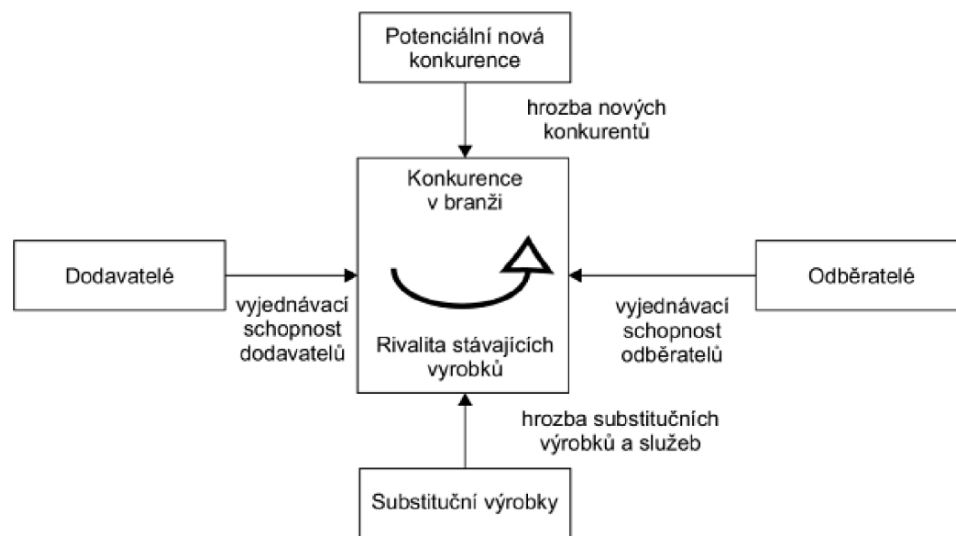 Potenciální nová
konkurence
hrozba nových
konkurentů
Konkurence
v branži
Dodavatelé
Odběratelé
vyjednávací
schopnost
dodavatelů
vyjednávací
schopnost
odběratelů
Rivalita stávajících
vyrobků
hrozba substitučních
výrobků a služeb
Substituční výrobky